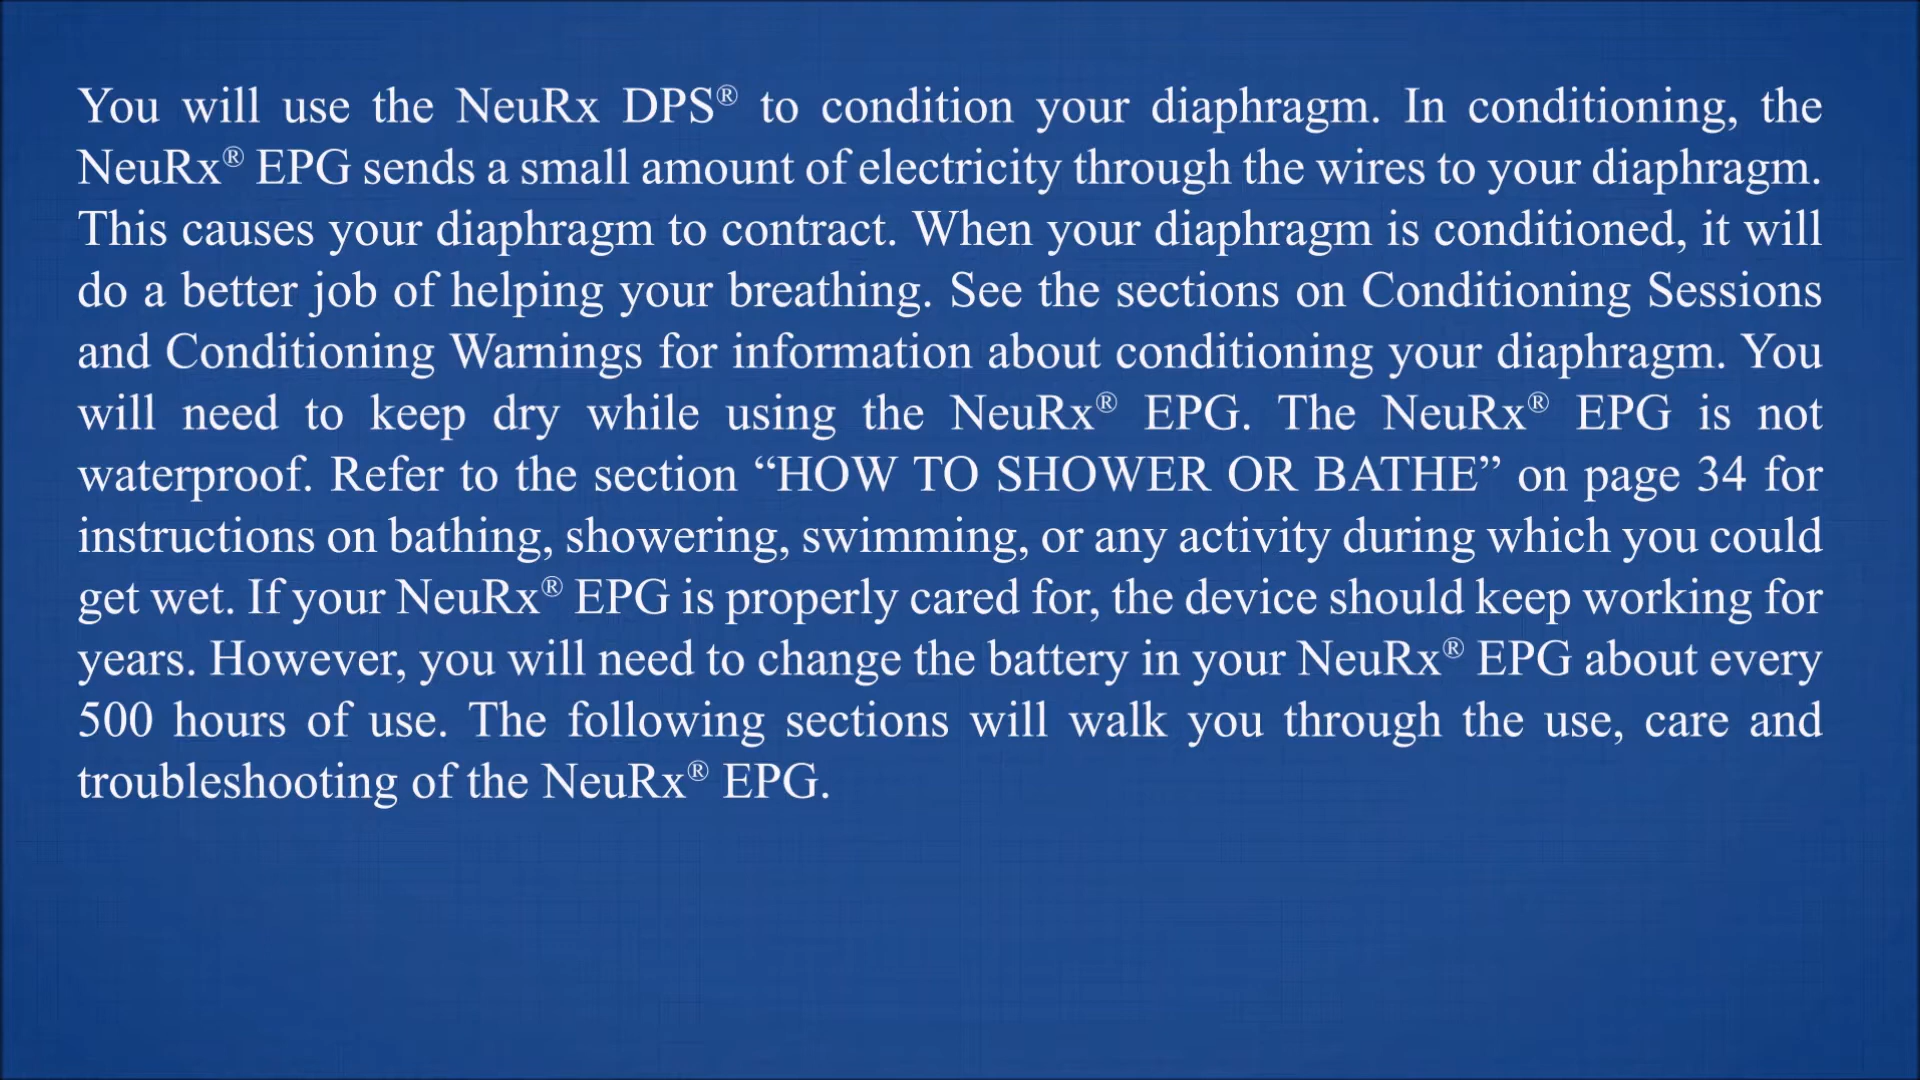 You will use the NeuRx DPS® to condition your diaphragm. In conditioning, the
NeuRx® EPG sends a small amount of electricity through the wires to your diaphragm.
This causes your diaphragm to contract. When your diaphragm is conditioned, it will
do a better job of helping your breathing. See the sections on Conditioning Sessions
and Conditioning Warnings for information about conditioning your diaphragm. You
will need to keep dry while using the NeuRx® EPG. The NeuRx® EPG is not
waterproof. Refer to the section “HOW TO SHOWER OR BATHE” on page 34 for
instructions on bathing, showering, swimming, or any activity during which you could
get wet. If your NeuRx® EPG is properly cared for, the device should keep working for
years. However, you will need to change the battery in your NeuRx® EPG about every
500 hours of use. The following sections will walk you through the use, care and
troubleshooting of the NeuRx® EPG.